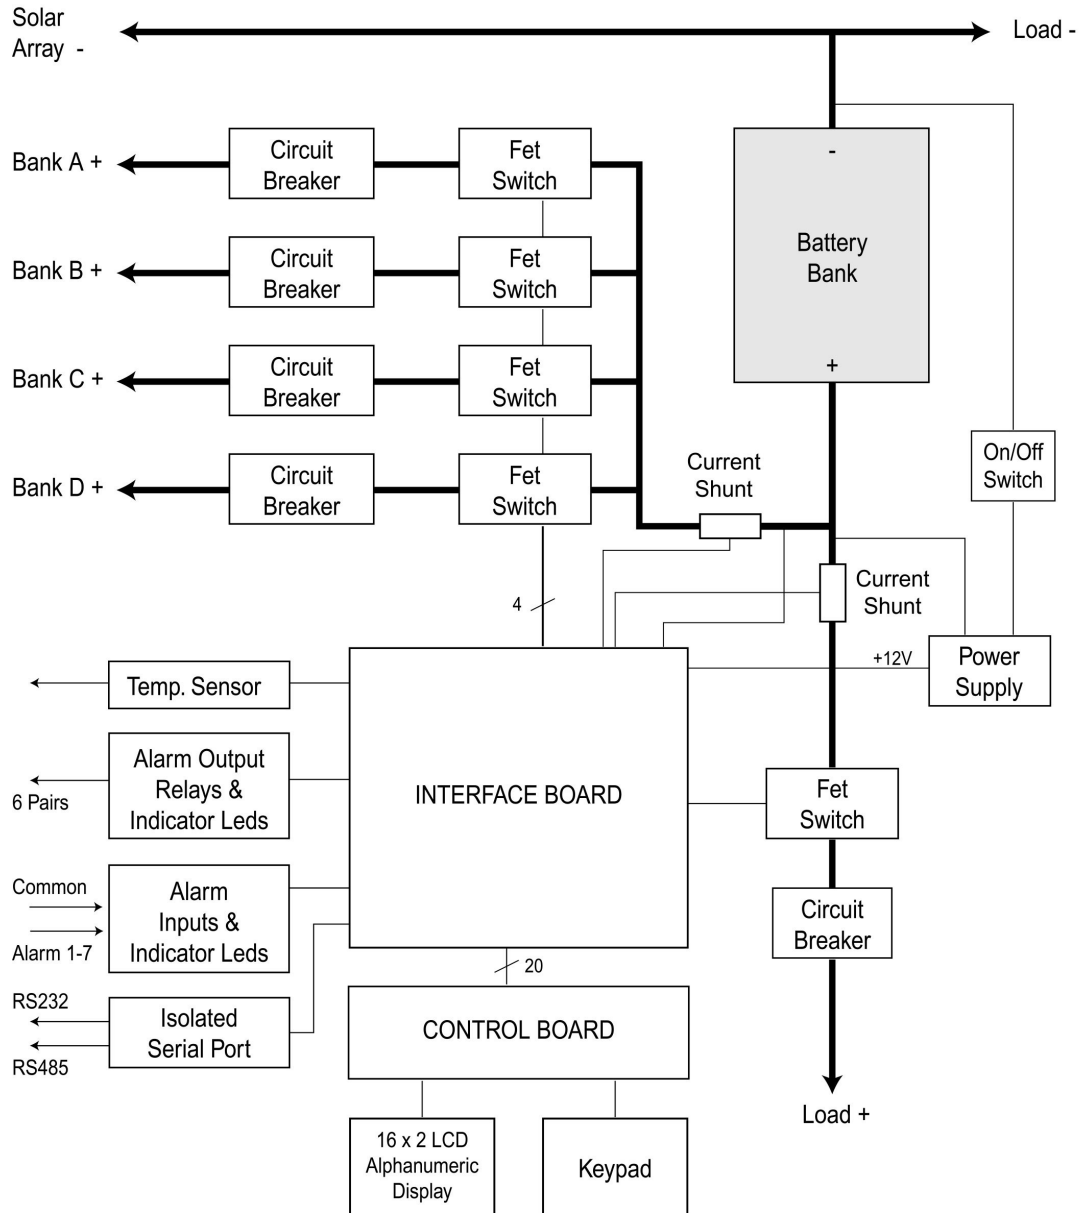 Solar
Array -
Load -
Bank A +
Circuit
Breaker
Fet
Switch
-
Battery
Bank
+
Bank B +
Circuit
Breaker
Fet
Switch
Bank C +
Circuit
Breaker
Fet
Switch
Bank D +
Circuit
Breaker
Fet
Switch
Current
Shunt
On/Off
Switch
Current
Shunt
4
+12V
Power
Supply
Temp. Sensor
Alarm Output
Relays &
Indicator Leds
6 Pairs
INTERFACE BOARD
Fet
Switch
Common
Alarm 1-7
Alarm
Inputs &
Indicator Leds
Circuit
Breaker
20
RS232
RS485
Isolated
Serial Port
CONTROL BOARD
Load +
16 x 2 LCD
Alphanumeric
Display
Keypad